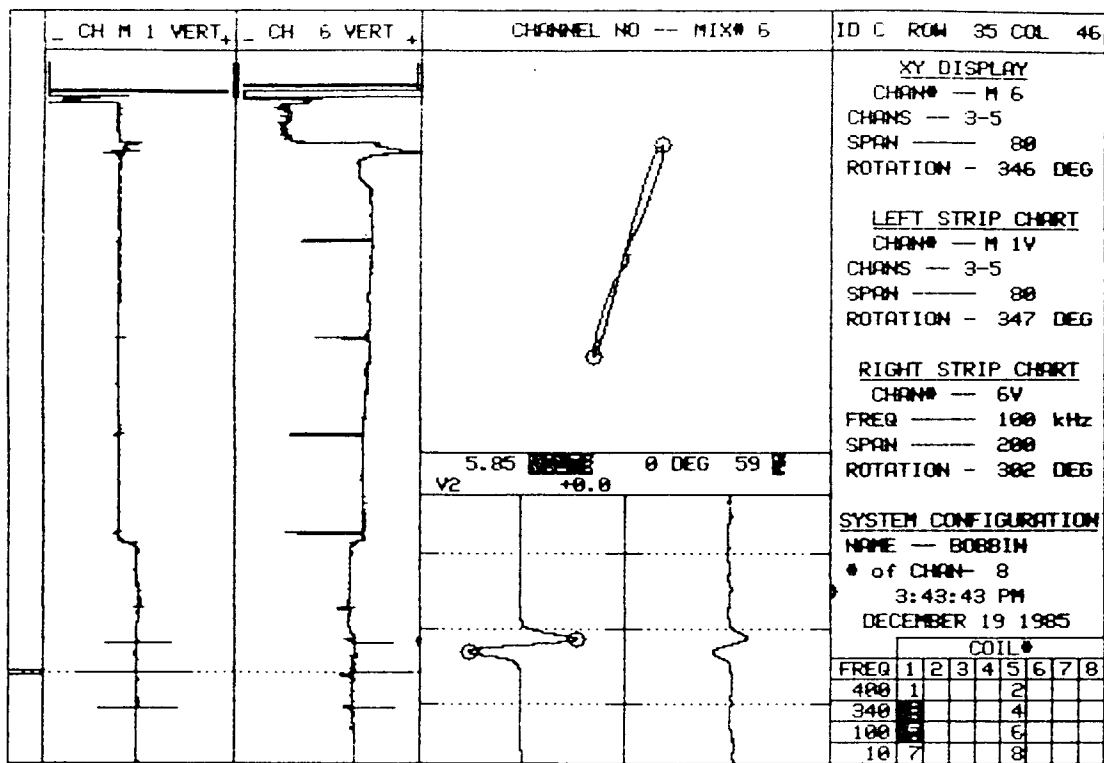 _ CH M 1 VERT +
_ CH 6 VERT +
CHANNEL NO -- MIX# 6
ID C ROW 35 COL 46
XY DISPLAY
CHAN# -- M 6
CHANS -- 3-5
SPAN ---- 80
ROTATION - 346 DEG
LEFT STRIP CHART
CHAN# -- M 1V
CHANS -- 3-5
SPAN ---- 80
ROTATION - 347 DEG
RIGHT STRIP CHART
CHAN# -- 6V
FREQ ---- 100 kHz
SPAN ---- 200
ROTATION - 302 DEG
5.85 0 DEG 59
V2 +0.0
SYSTEM CONFIGURATION
NAME -- BOBBIN
# of CHAN- 8
3:43:43 PM
DECEMBER 19 1985
COIL#
FREQ 1 2 3 4 5 6 7 8
400 1 2
340 4
100 6
10 7 8